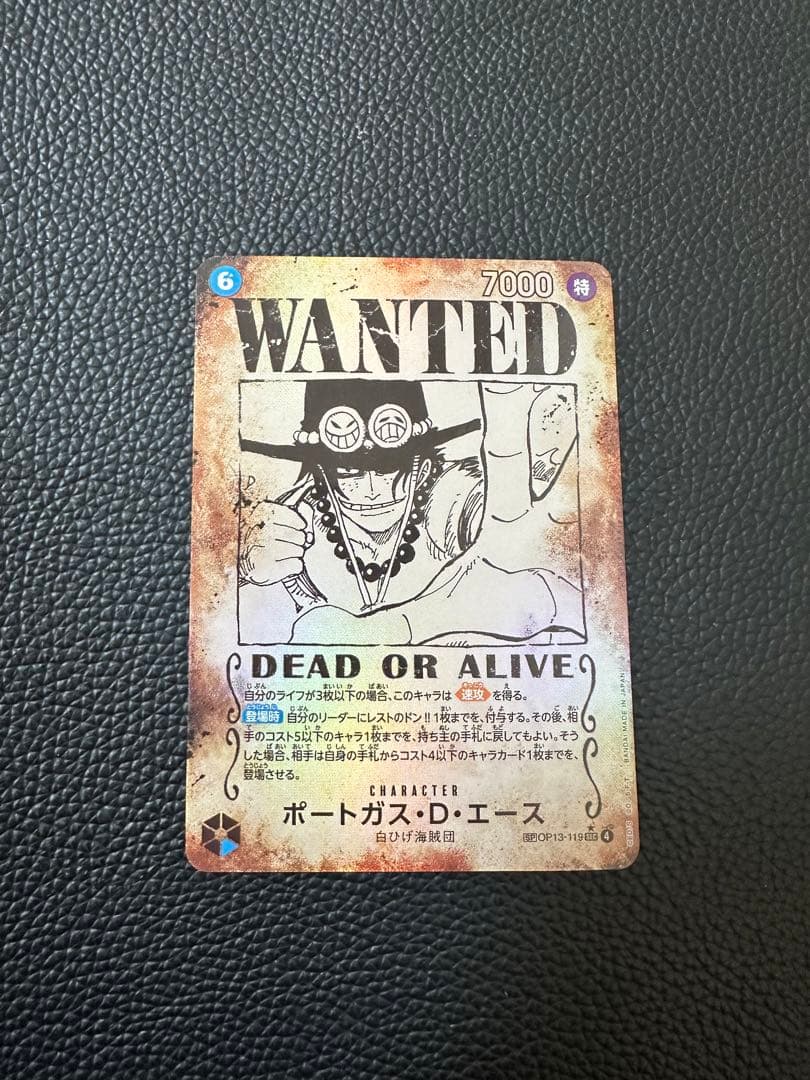 6
7000 特
WANTED
DEAD OR ALIVE
自分のライフが3枚以下の場合、このキャラは 速攻 を得る。
登場時 自分のリーダーにレストのドン!!1枚までを、付与する。その後、相
手のコスト5以下のキャラ1枚までを、持ち主の手札に戻してもよい。そう
した場合、相手は自身の手札からコスト4以下のキャラカード1枚までを、
登場させる。
CHARACTER
ポートガス・D・エース
白ひげ海賊団
SP OP13-119 SEC 4
BANDAI MADE IN JAPAN